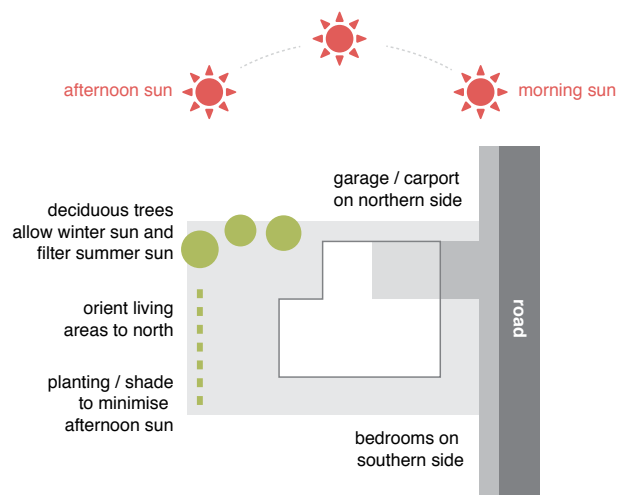 afternoon sun
morning sun
garage / carport
on northern side
deciduous trees
allow winter sun and
filter summer sun
orient living
areas to north
road
planting / shade
to minimise
afternoon sun
bedrooms on
southern side